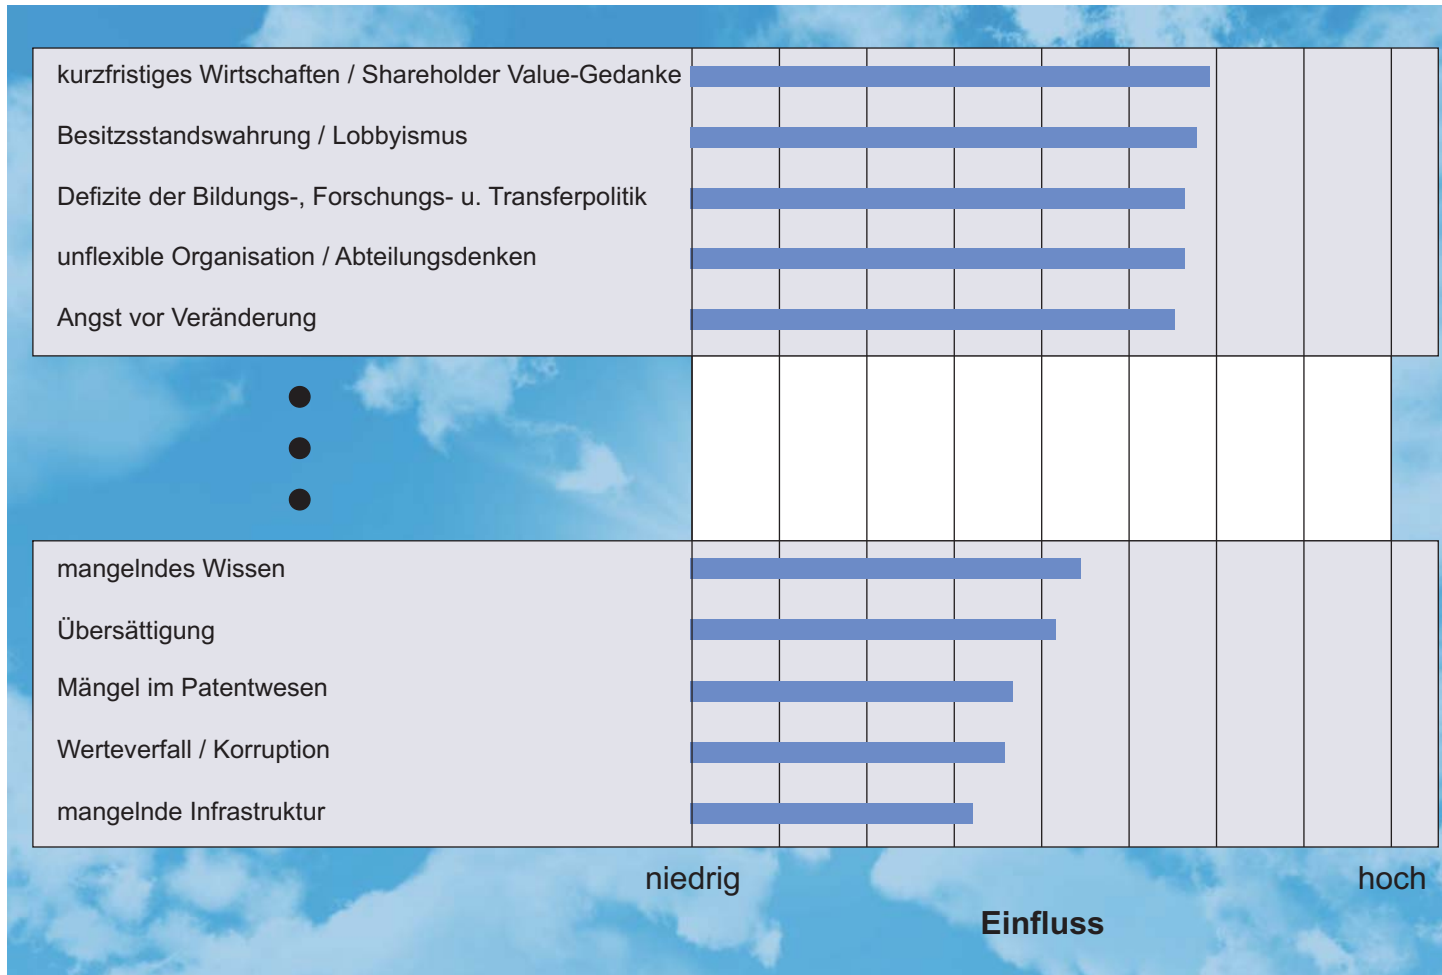 kurzfristiges Wirtschaften / Shareholder Value-Gedanke
Besitzsstandswahrung / Lobbyismus
Defizite der Bildungs-, Forschungs- u. Transferpolitik
unflexible Organisation / Abteilungsdenken
Angst vor Veränderung
mangelndes Wissen
Übersättigung
Mängel im Patentwesen
Werteverfall / Korruption
mangelnde Infrastruktur
niedrig hoch
Einfluss